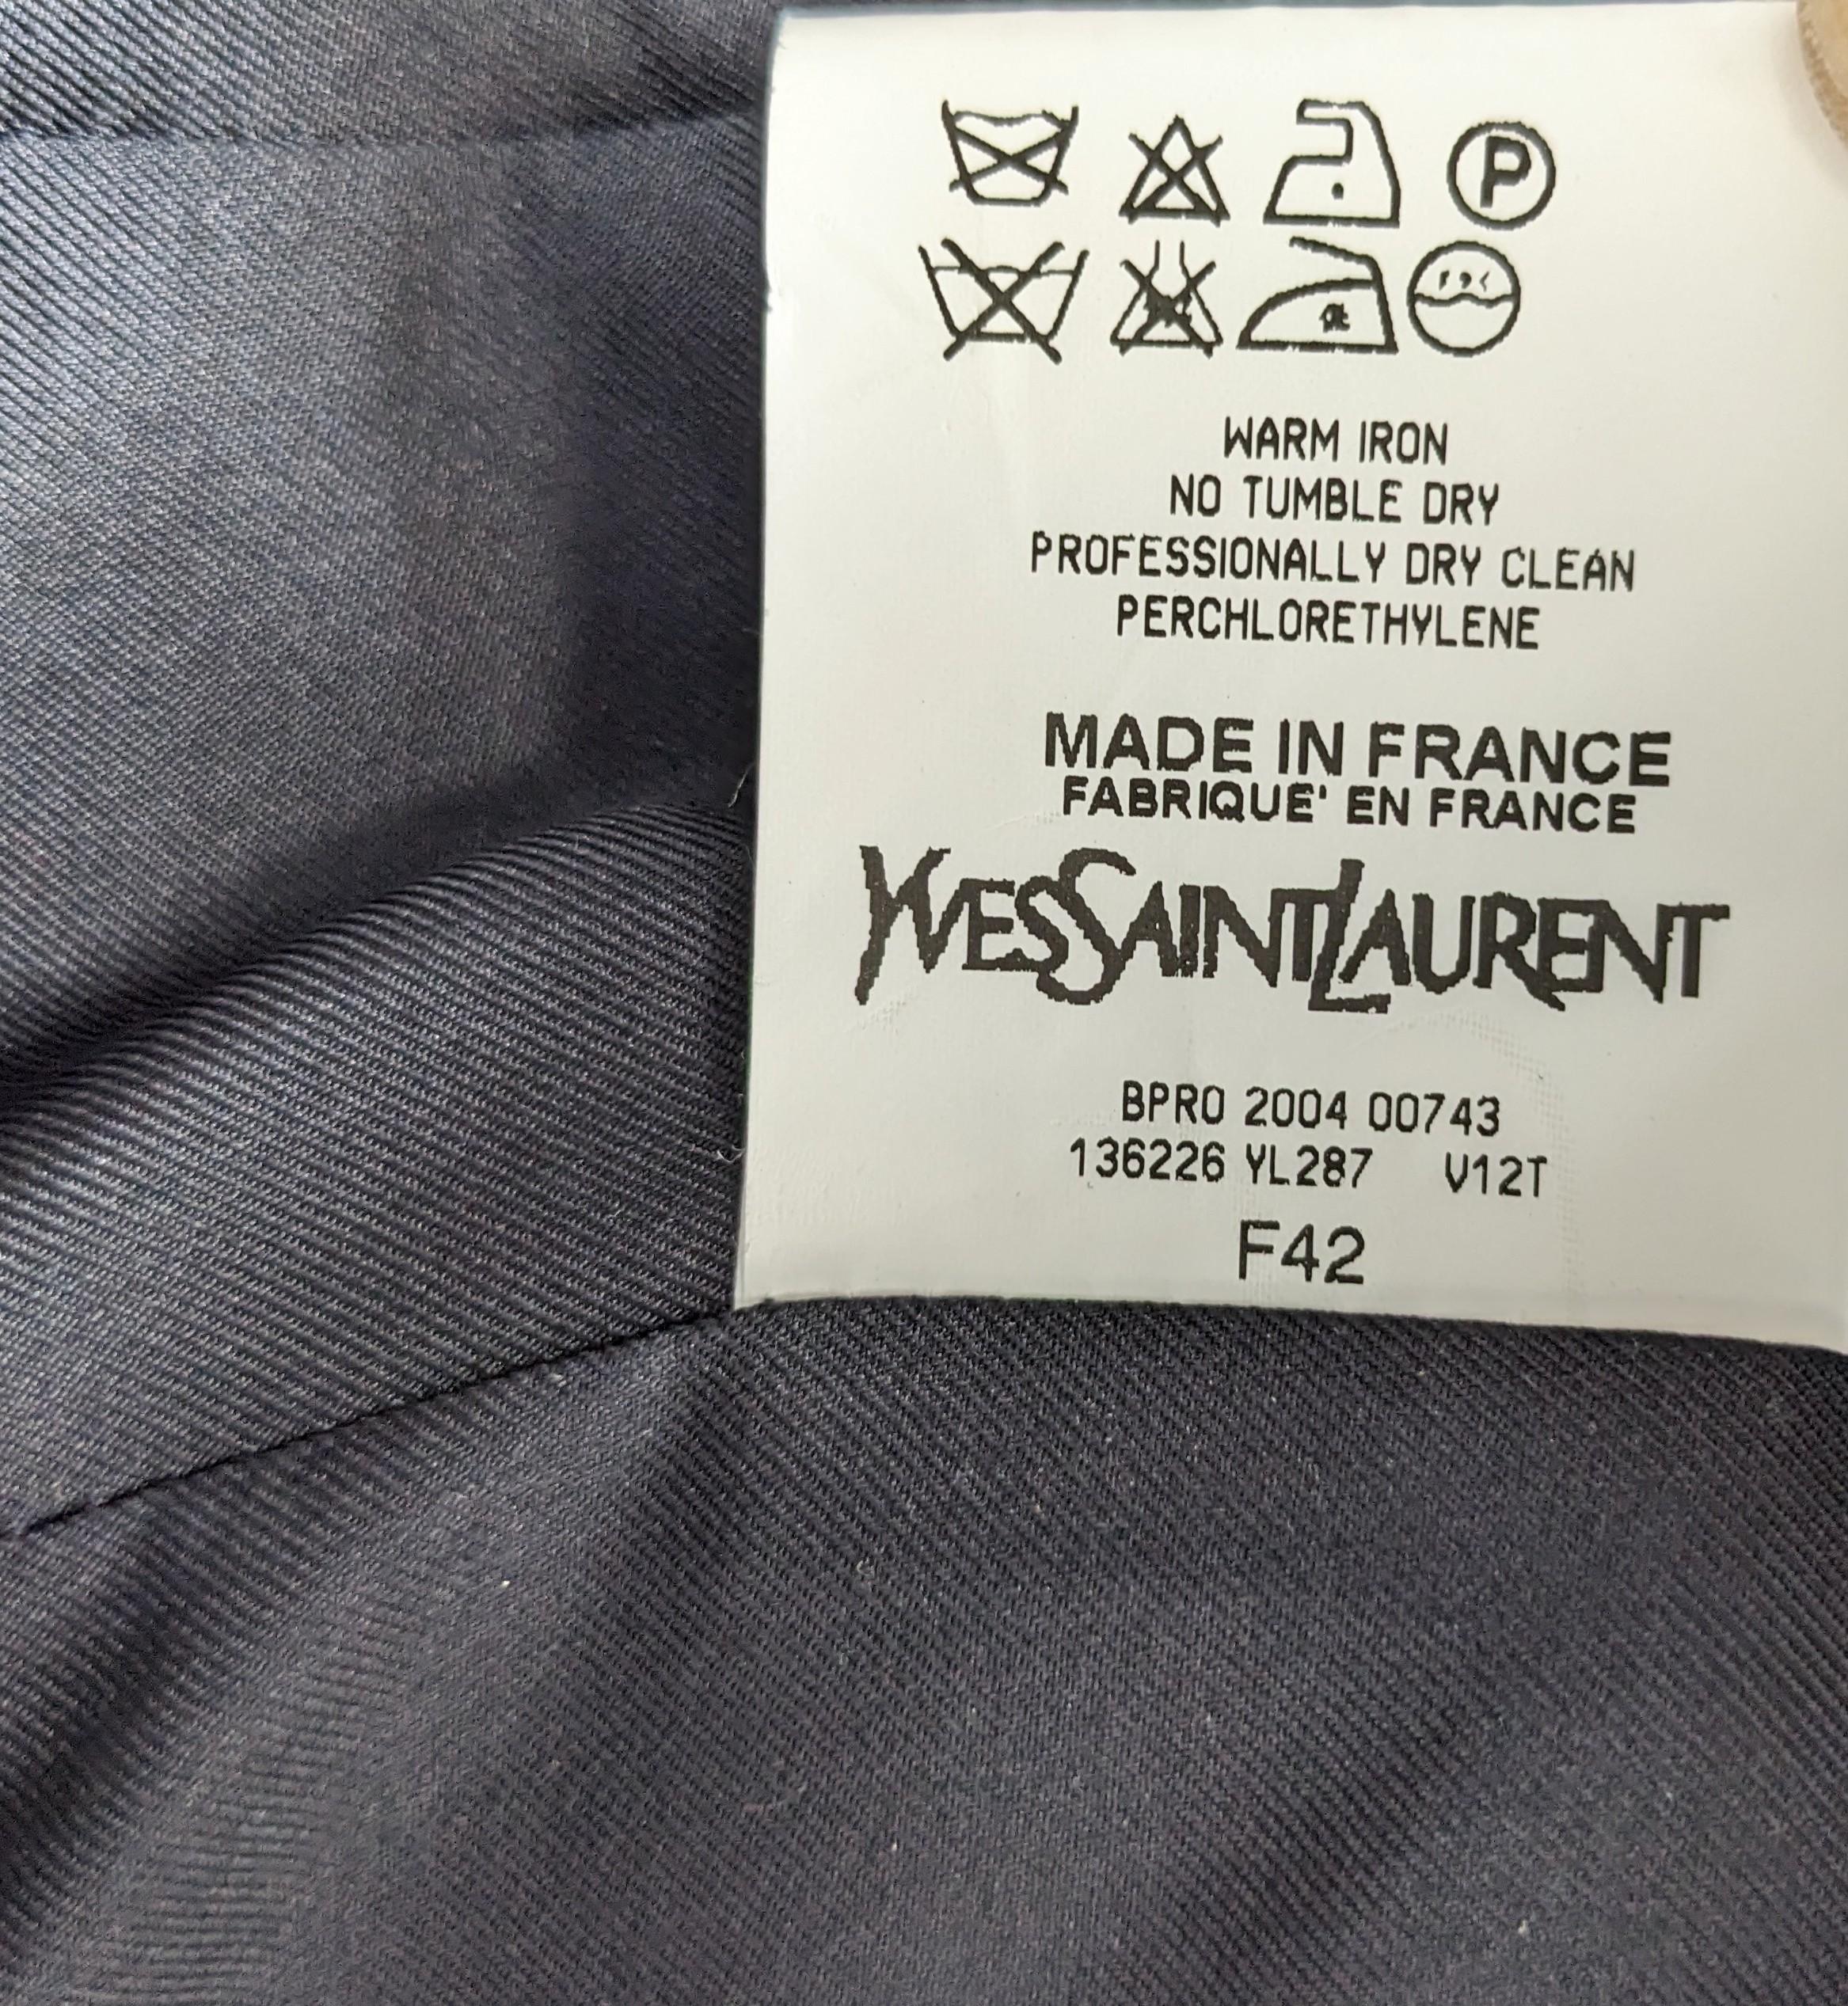 P
WARM IRON
NO TUMBLE DRY
PROFESSIONALLY DRY CLEAN
PERCHLORETHYLENE
MADE IN FRANCE
FABRIQUE' EN FRANCE
YVESSAINTLAURENT
BPRO 2004 00743
136226 YL287 V12T
F42